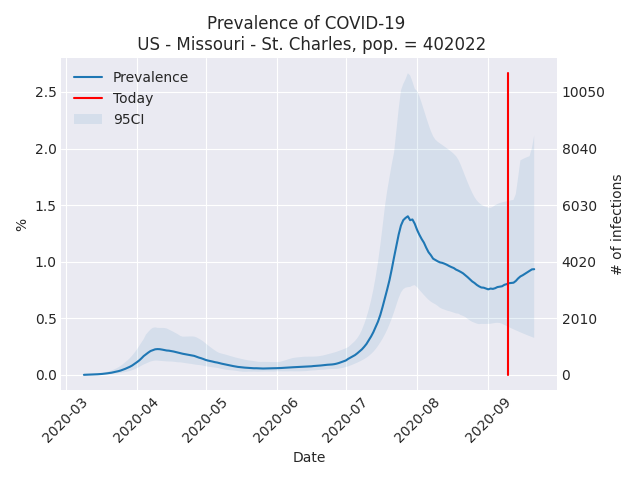 Prevalence of COVID-19
US - Missouri - St. Charles, pop. = 402022
Prevalence
Today
95CI
2.5
2.0
1.5
1.0
0.5
0.0
%
10050
8040
6030
4020
2010
0
# of infections
2020-03
2020-04
2020-05
2020-06
2020-07
2020-08
2020-09
Date